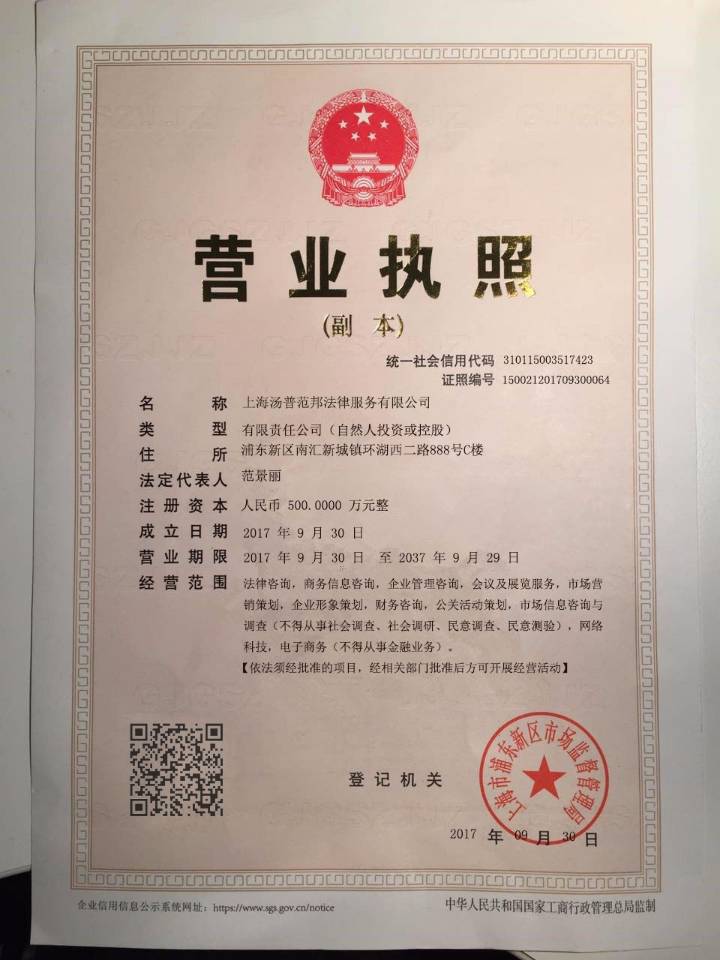 营业执照
(副 本)
统一社会信用代码 310115003517423
证照编号 150021201709300064
名 称 上海汤普范邦法律服务有限公司
类 型 有限责任公司（自然人投资或控股）
住 所 浦东新区南汇新城镇环湖西二路888号C楼
法定代表人 范景丽
注册资本 人民币 500.0000 万元整
成立日期 2017 年 9 月 30 日
营业期限 2017 年 9 月 30 日 至 2037 年 9 月 29 日
经营范围 法律咨询，商务信息咨询，企业管理咨询，会议及展览服务，市场营
销策划，企业形象策划，财务咨询，公关活动策划，市场信息咨询与
调查（不得从事社会调查、社会调研、民意调查、民意测验），网络
科技，电子商务（不得从事金融业务）。
【依法须经批准的项目，经相关部门批准后方可开展经营活动】
登记机关
上海市浦东新区市场监督管理局
2017 年 09 月 30 日
企业信用信息公示系统网址：https://www.sgs.gov.cn/notice
中华人民共和国国家工商行政管理总局监制